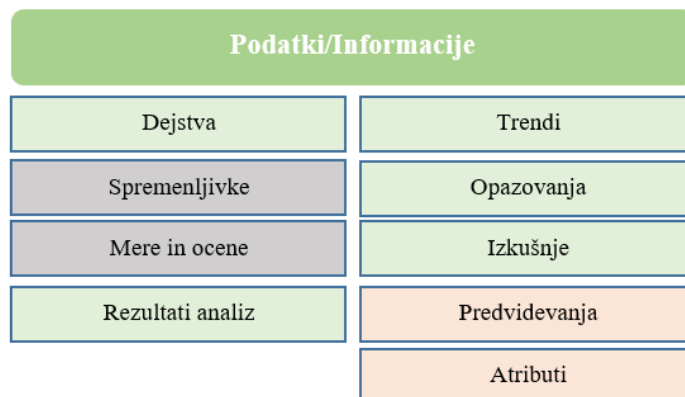 Podatki/Informacije
Dejstva
Trendi
Spremenljivke
Opazovanja
Mere in ocene
Izkušnje
Rezultati analiz
Predvidevanja
Atributi